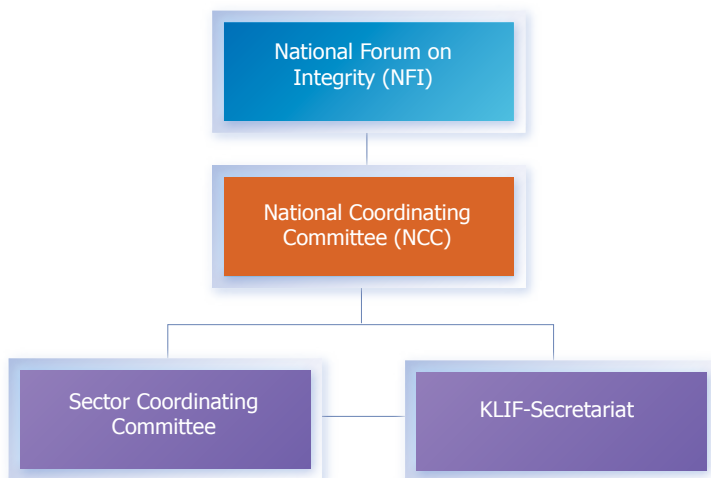 National Forum on
Integrity (NFI)
National Coordinating
Committee (NCC)
Sector Coordinating
Committee
KLIF-Secretariat